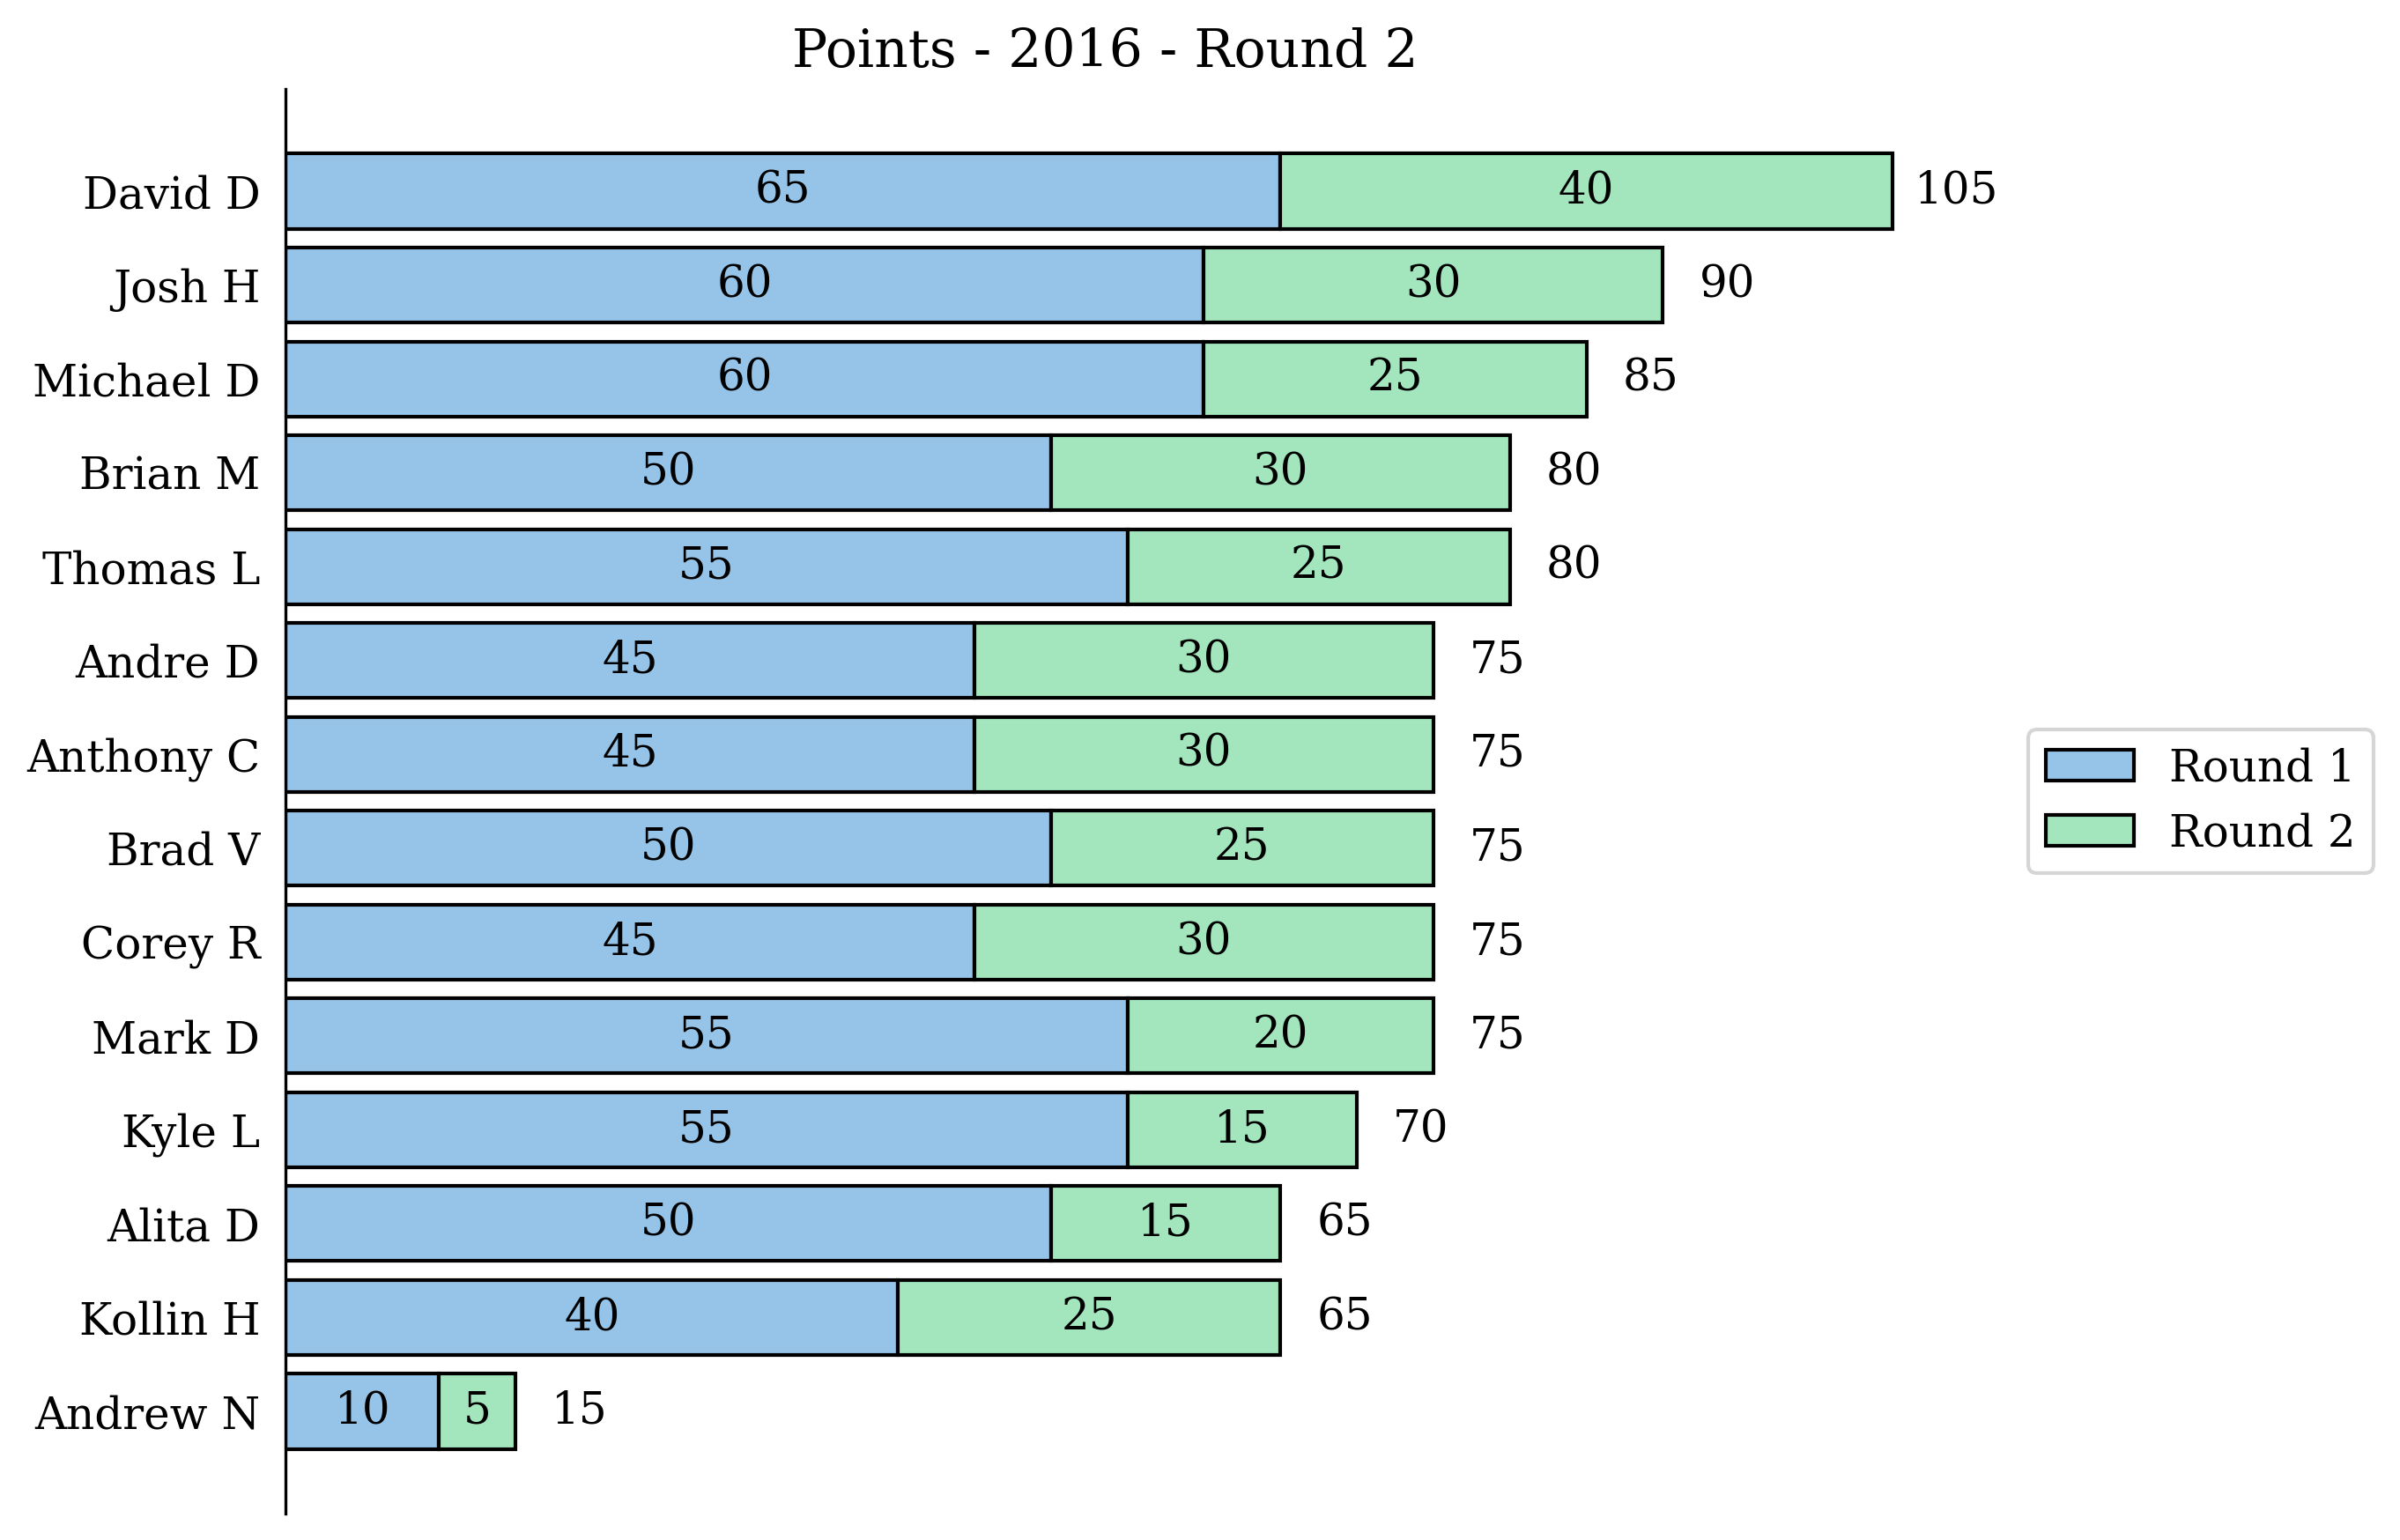 Points - 2016 - Round 2
David D 65 40 105
Josh H 60 30 90
Michael D 60 25 85
Brian M 50 30 80
Thomas L 55 25 80
Andre D 45 30 75
Anthony C 45 30 75
Brad V 50 25 75
Corey R 45 30 75
Mark D 55 20 75
Kyle L 55 15 70
Alita D 50 15 65
Kollin H 40 25 65
Andrew N 10 5 15
Round 1
Round 2